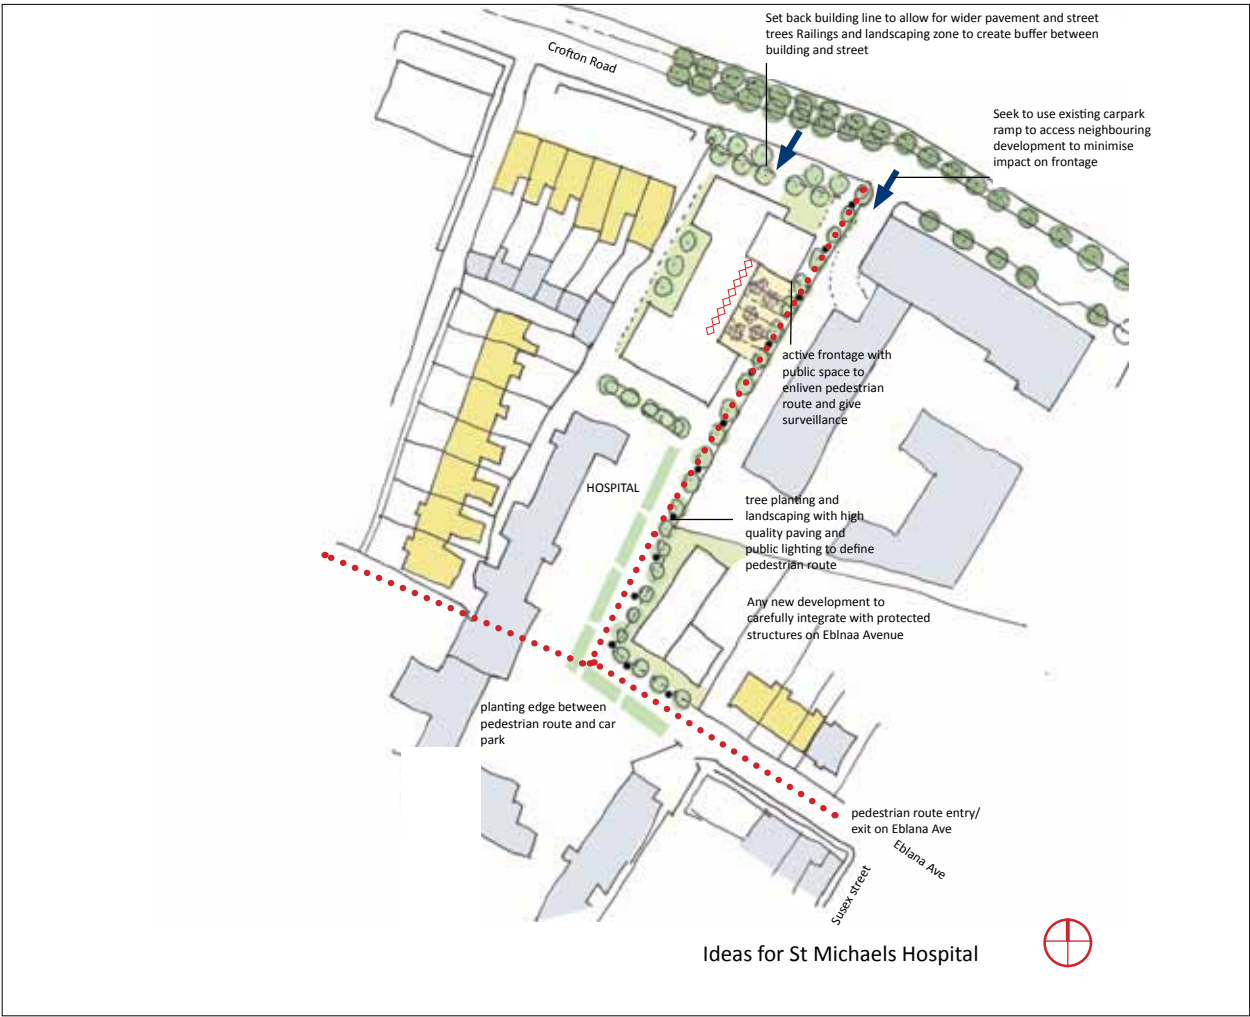 Set back building line to allow for wider pavement and street
trees Railings and landscaping zone to create buffer between
building and street
Crofton Road
Seek to use existing carpark
ramp to access neighbouring
development to minimise
impact on frontage
active frontage with
public space to
enliven pedestrian
route and give
surveillance
HOSPITAL
tree planting and
landscaping with high
quality paving and
public lighting to define
pedestrian route
Any new development to
carefully integrate with protected
structures on Eblnaa Avenue
planting edge between
pedestrian route and car
park
pedestrian route entry/
exit on Eblana Ave
Eblana Ave
Susex street
Ideas for St Michaels Hospital